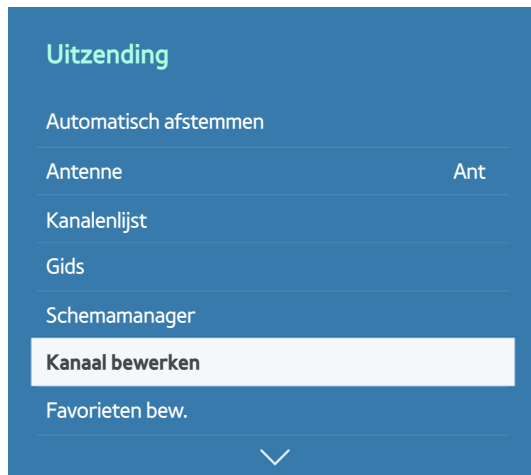 Uitzending
Automatisch afstemmen
Antenne Ant
Kanalenlijst
Gids
Schemamanager
Kanaal bewerken
Favorieten bew.